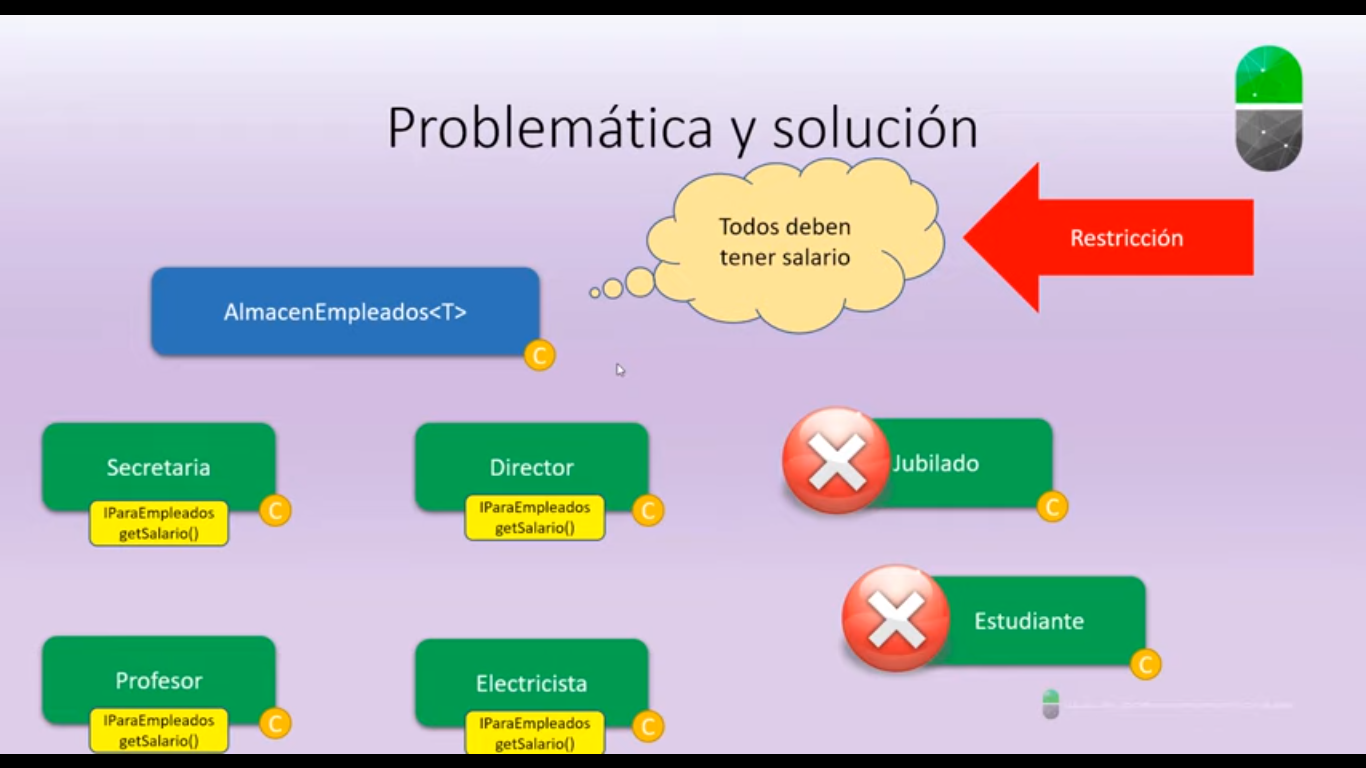 Problemática y solución
Todos deben
tener salario
Restricción
AlmacenEmpleados<T>
C
Secretaria
IParaEmpleados
getSalario()
C
Director
IParaEmpleados
getSalario()
C
Jubilado
C
Estudiante
C
Profesor
IParaEmpleados
getSalario()
C
Electricista
IParaEmpleados
getSalario()
C